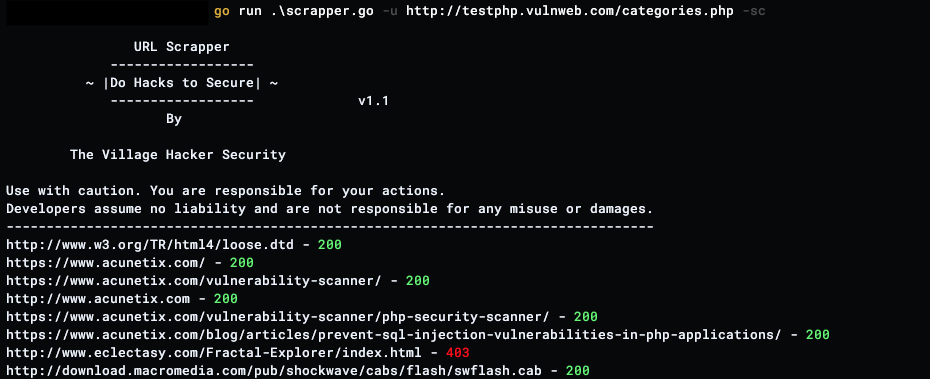 go run .\scrapper.go -u http://testphp.vulnweb.com/categories.php -sc
URL Scrapper
------------------
~ |Do Hacks to Secure| ~
------------------
v1.1
By
The Village Hacker Security
Use with caution. You are responsible for your actions.
Developers assume no liability and are not responsible for any misuse or damages.
---------------------------------------------------------------------------------
http://www.w3.org/TR/html4/loose.dtd - 200
https://www.acunetix.com/ - 200
https://www.acunetix.com/vulnerability-scanner/ - 200
http://www.acunetix.com - 200
https://www.acunetix.com/vulnerability-scanner/php-security-scanner/ - 200
https://www.acunetix.com/blog/articles/prevent-sql-injection-vulnerabilities-in-php-applications/ - 200
http://www.eclectasy.com/Fractal-Explorer/index.html - 403
http://download.macromedia.com/pub/shockwave/cabs/flash/swflash.cab - 200